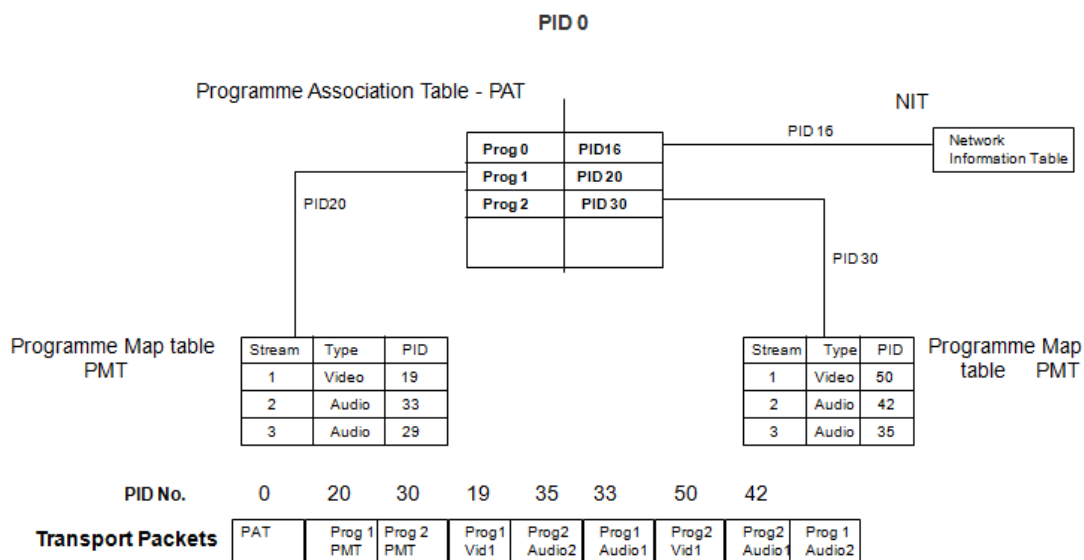 PID 0
Programme Association Table - PAT
NIT
PID 16
Network
Information Table
Prog 0 PID16
Prog 1 PID 20
Prog 2 PID 30
PID20
PID 30
Programme Map table
PMT
Stream Type PID
1 Video 19
2 Audio 33
3 Audio 29
Stream Type PID
1 Video 50
2 Audio 42
3 Audio 35
Programme Map
table PMT
PID No. 0 20 30 19 35 33 50 42
Transport Packets
PAT
Prog 1
PMT
Prog 2
PMT
Prog1
Vid1
Prog2
Audio2
Prog1
Audio1
Prog2
Vid1
Prog2
Audio1
Prog 1
Audio2